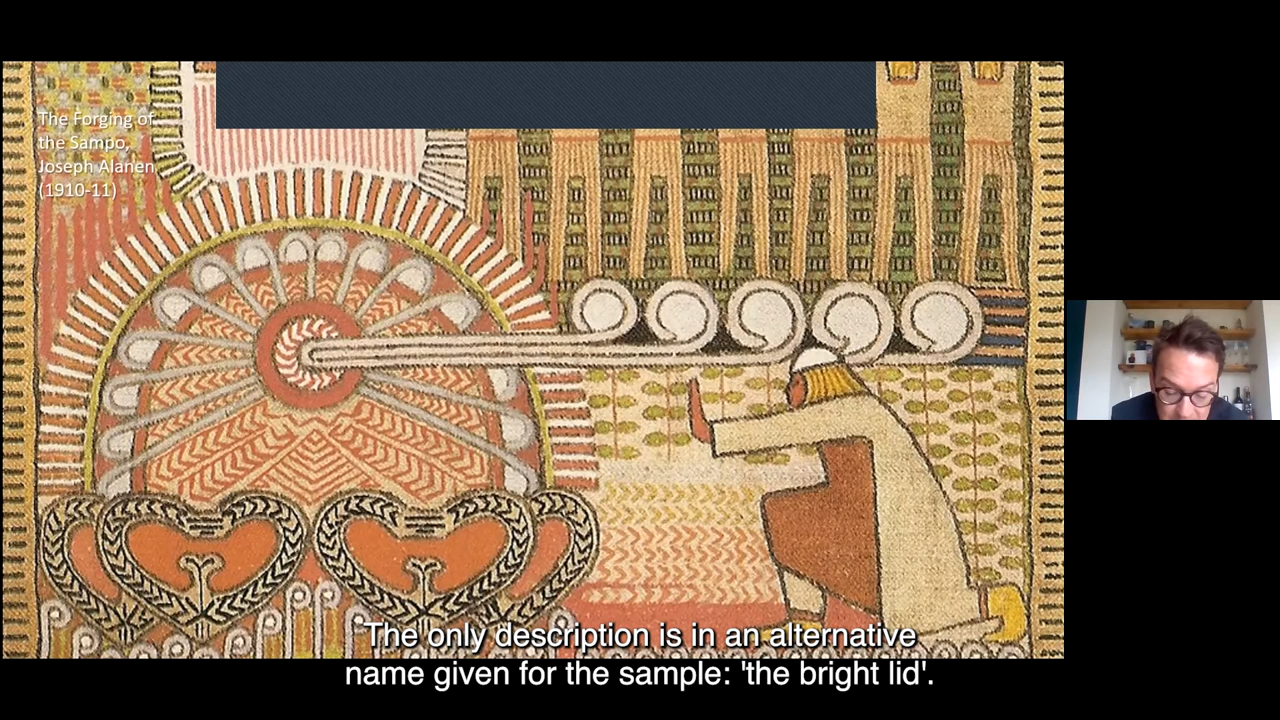 The Forging of
the Sampo,
Joseph Alanen
(1910-11)
The only description is in an alternative
name given for the sample: 'the bright lid'.